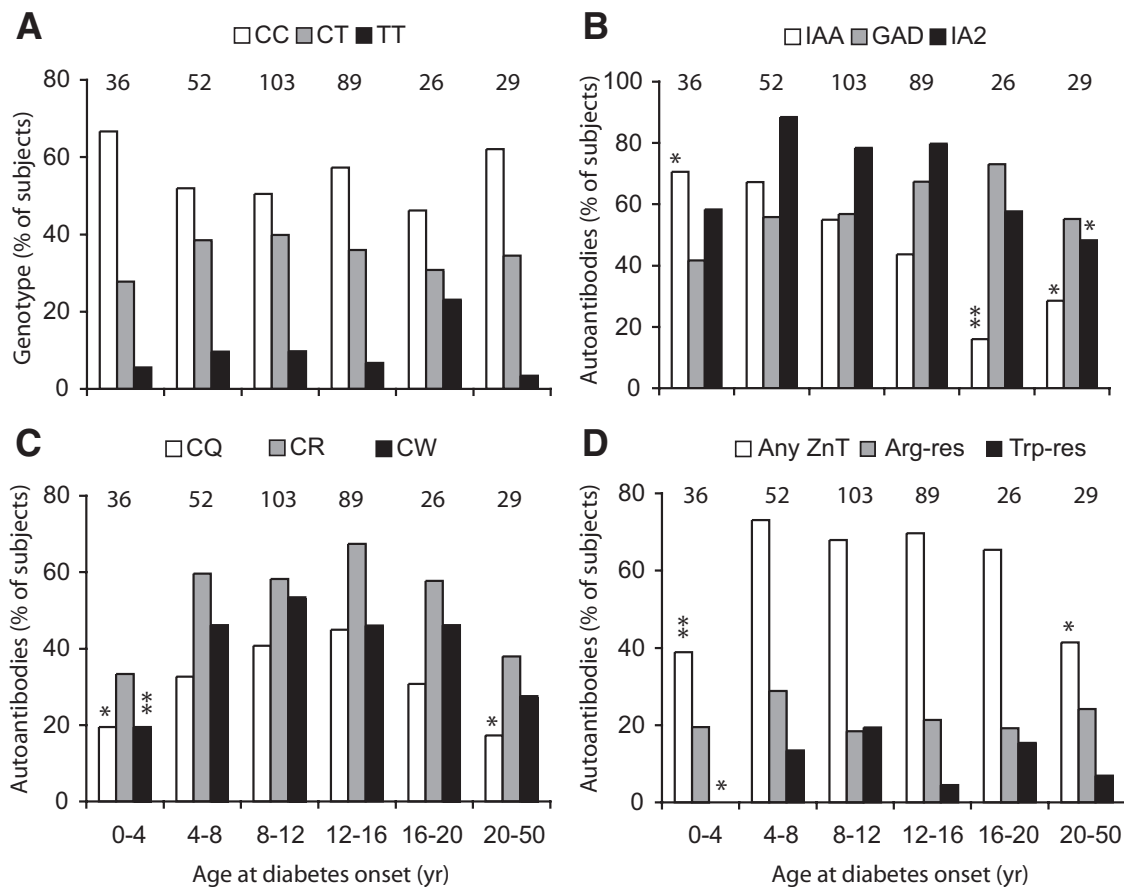 A
CC CT TT
Genotype (% of subjects)
80
60
40
20
0
36 52 103 89 26 29
B
IAA GAD IA2
Autoantibodies (% of subjects)
100
80
60
40
20
0
36 52 103 89 26 29
*
**
*
*
C
CQ CR CW
Autoantibodies (% of subjects)
80
60
40
20
0
36 52 103 89 26 29
*
**
*
0-4 4-8 8-12 12-16 16-20 20-50
Age at diabetes onset (yr)
D
Any ZnT Arg-res Trp-res
Autoantibodies (% of subjects)
80
60
40
20
0
36 52 103 89 26 29
**
*
*
0-4 4-8 8-12 12-16 16-20 20-50
Age at diabetes onset (yr)